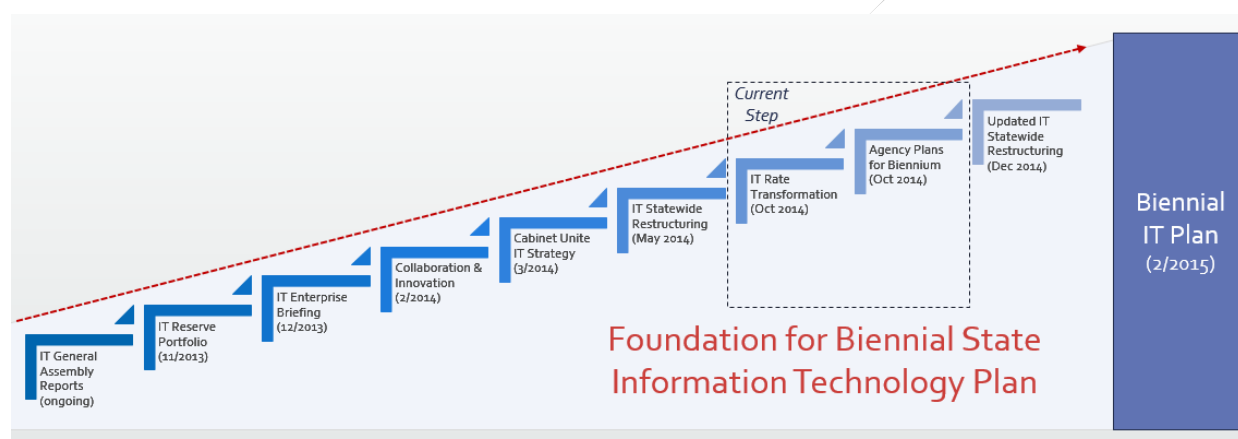 IT General
Assembly
Reports
(ongoing)
IT Reserve
Portfolio
(11/2013)
IT Enterprise
Briefing
(12/2013)
Collaboration &
Innovation
(2/2014)
Cabinet Unite
IT Strategy
(3/2014)
IT Statewide
Restructuring
(May 2014)
Current
Step
IT Rate
Transformation
(Oct 2014)
Agency Plans
for Biennium
(Oct 2014)
Updated IT
Statewide
Restructuring
(Dec 2014)
Biennial
IT Plan
(2/2015)
Foundation for Biennial State
Information Technology Plan